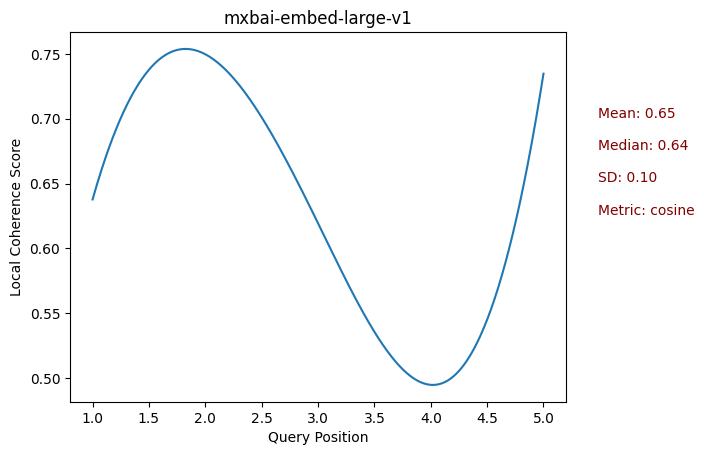 mxbai-embed-large-v1
0.75
0.70
0.65
0.60
0.55
0.50
Local Coherence Score
1.0 1.5 2.0 2.5 3.0 3.5 4.0 4.5 5.0
Query Position
Mean: 0.65
Median: 0.64
SD: 0.10
Metric: cosine